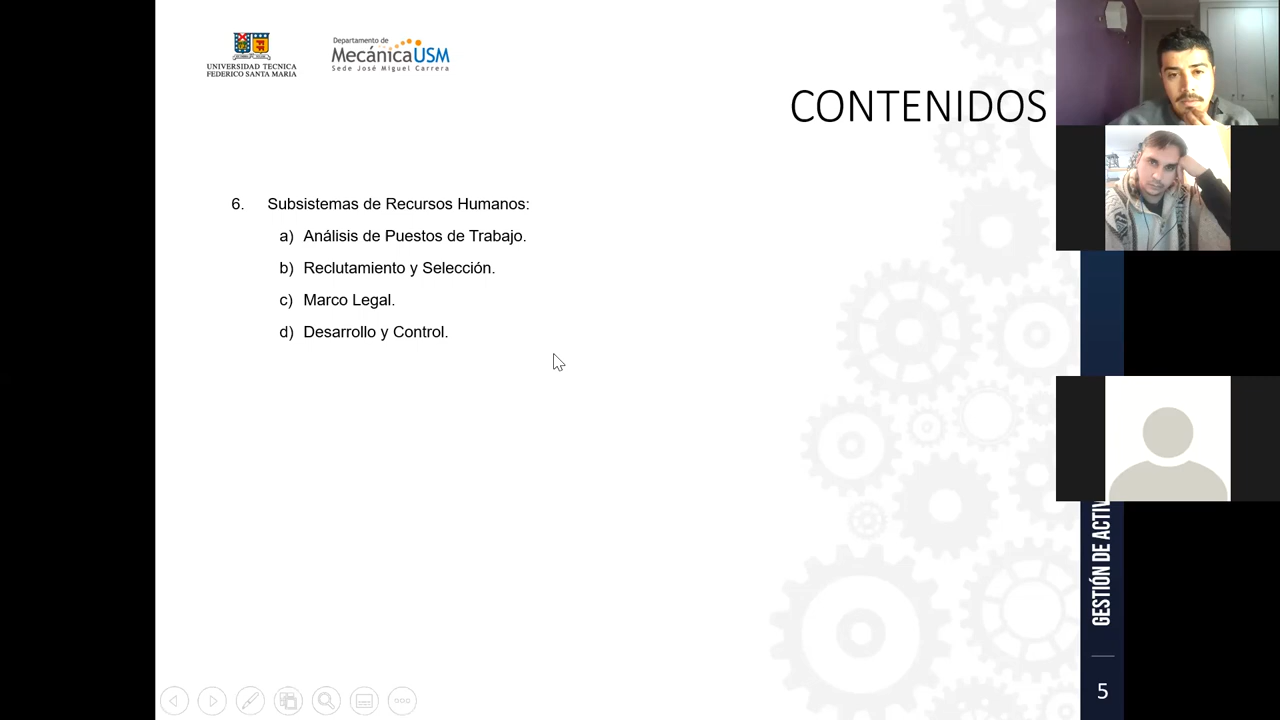 UNIVERSIDAD TECNICA
FEDERICO SANTA MARIA
Departamento de
MecánicaUSM
Sede José Miguel Carrera
CONTENIDOS
6. Subsistemas de Recursos Humanos:
a) Análisis de Puestos de Trabajo.
b) Reclutamiento y Selección.
c) Marco Legal.
d) Desarrollo y Control.
GESTIÓN DE ACTIV
5